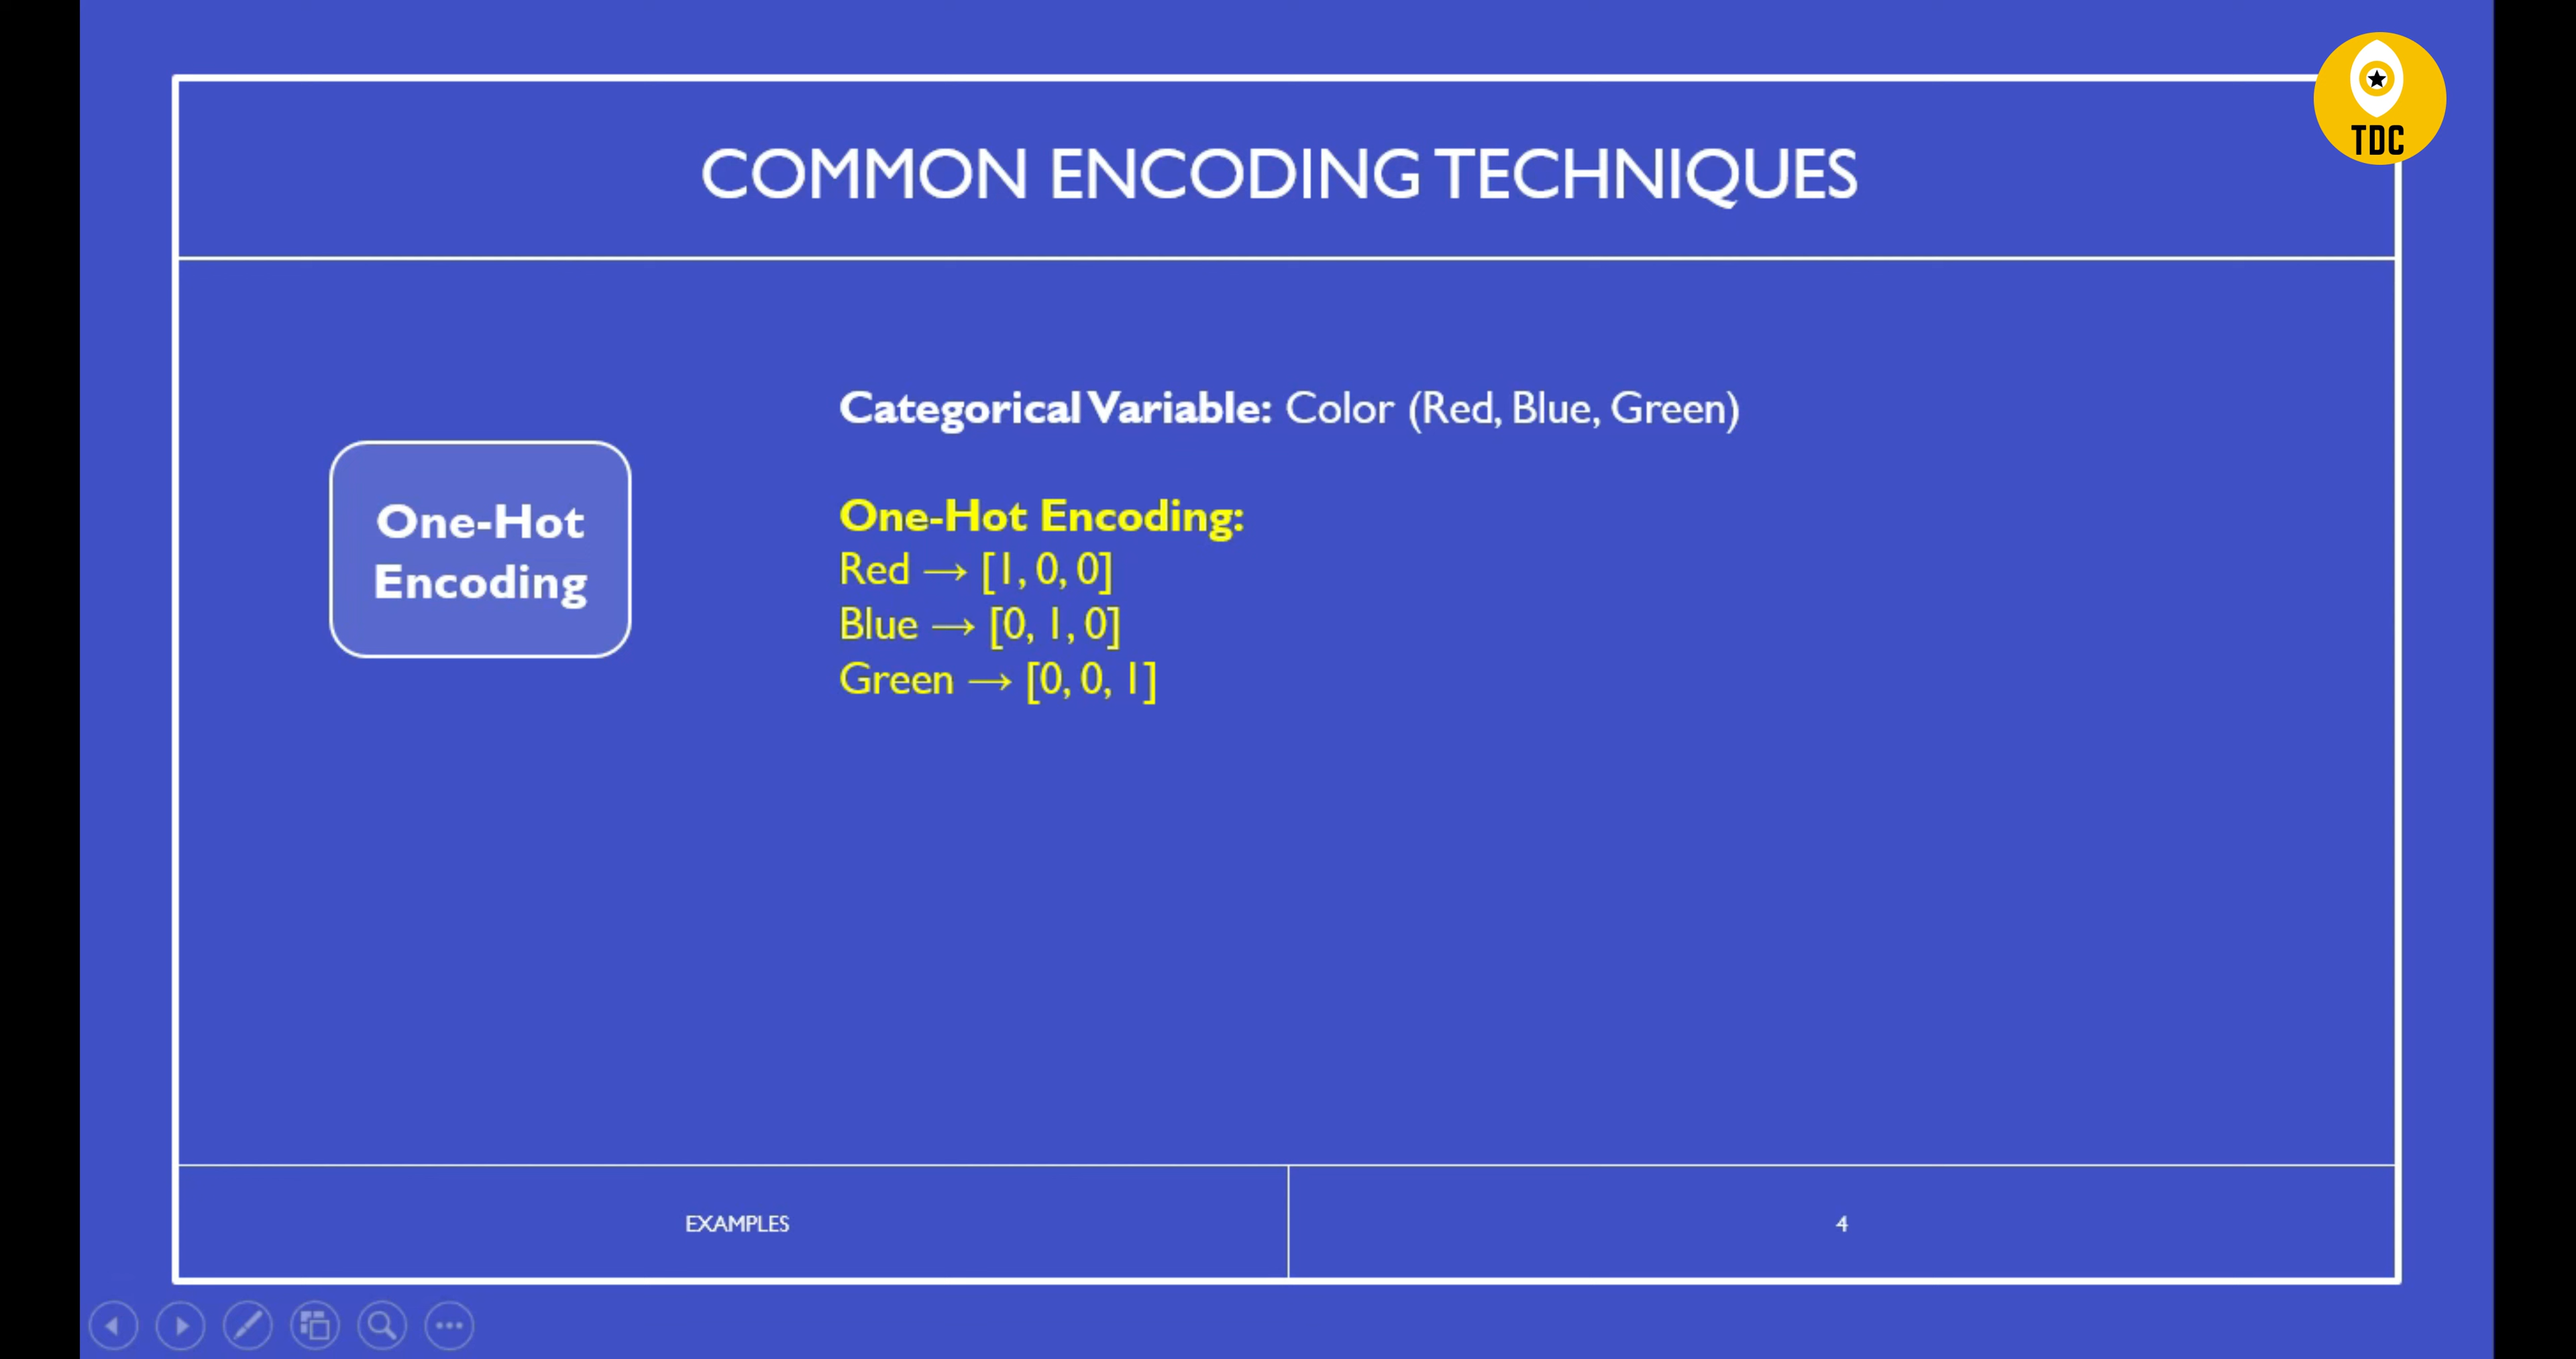 TDC
COMMON ENCODING TECHNIQUES
One-Hot
Encoding
Categorical Variable: Color (Red, Blue, Green)
One-Hot Encoding:
Red → [1, 0, 0]
Blue → [0, 1, 0]
Green → [0, 0, 1]
EXAMPLES
4